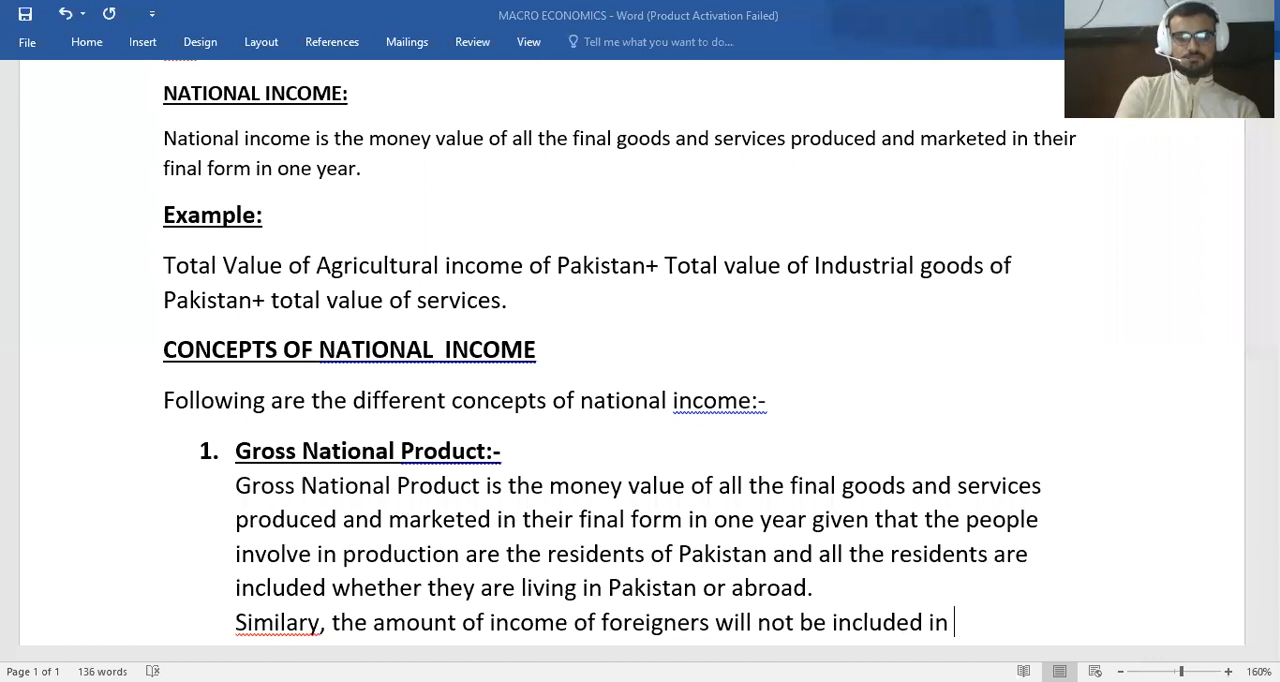 MACRO ECONOMICS - Word (Product Activation Failed)
File Home Insert Design Layout References Mailings Review View Tell me what you want to do...
NATIONAL INCOME:
National income is the money value of all the final goods and services produced and marketed in their
final form in one year.
Example:
Total Value of Agricultural income of Pakistan+ Total value of Industrial goods of
Pakistan+ total value of services.
CONCEPTS OF NATIONAL  INCOME
Following are the different concepts of national income:-
1. Gross National Product:-
Gross National Product is the money value of all the final goods and services
produced and marketed in their final form in one year given that the people
involve in production are the residents of Pakistan and all the residents are
included whether they are living in Pakistan or abroad.
Similary, the amount of income of foreigners will not be included in
Page 1 of 1 136 words 160%